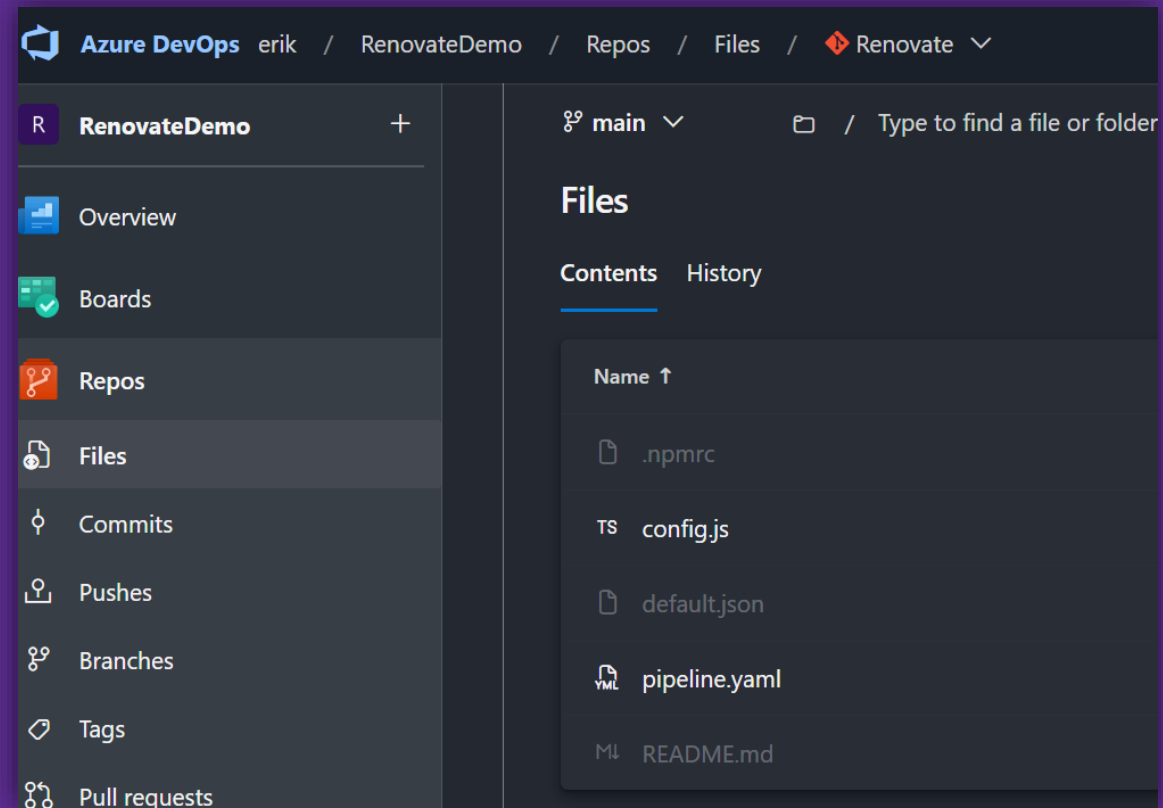 Azure DevOps erik / RenovateDemo / Repos / Files / Renovate
R RenovateDemo +
Overview
Boards
Repos
Files
Commits
Pushes
Branches
Tags
Pull requests
main / Type to find a file or folder
Files
Contents History
Name ↑
.npmrc
TS config.js
default.json
YML pipeline.yaml
M↓ README.md